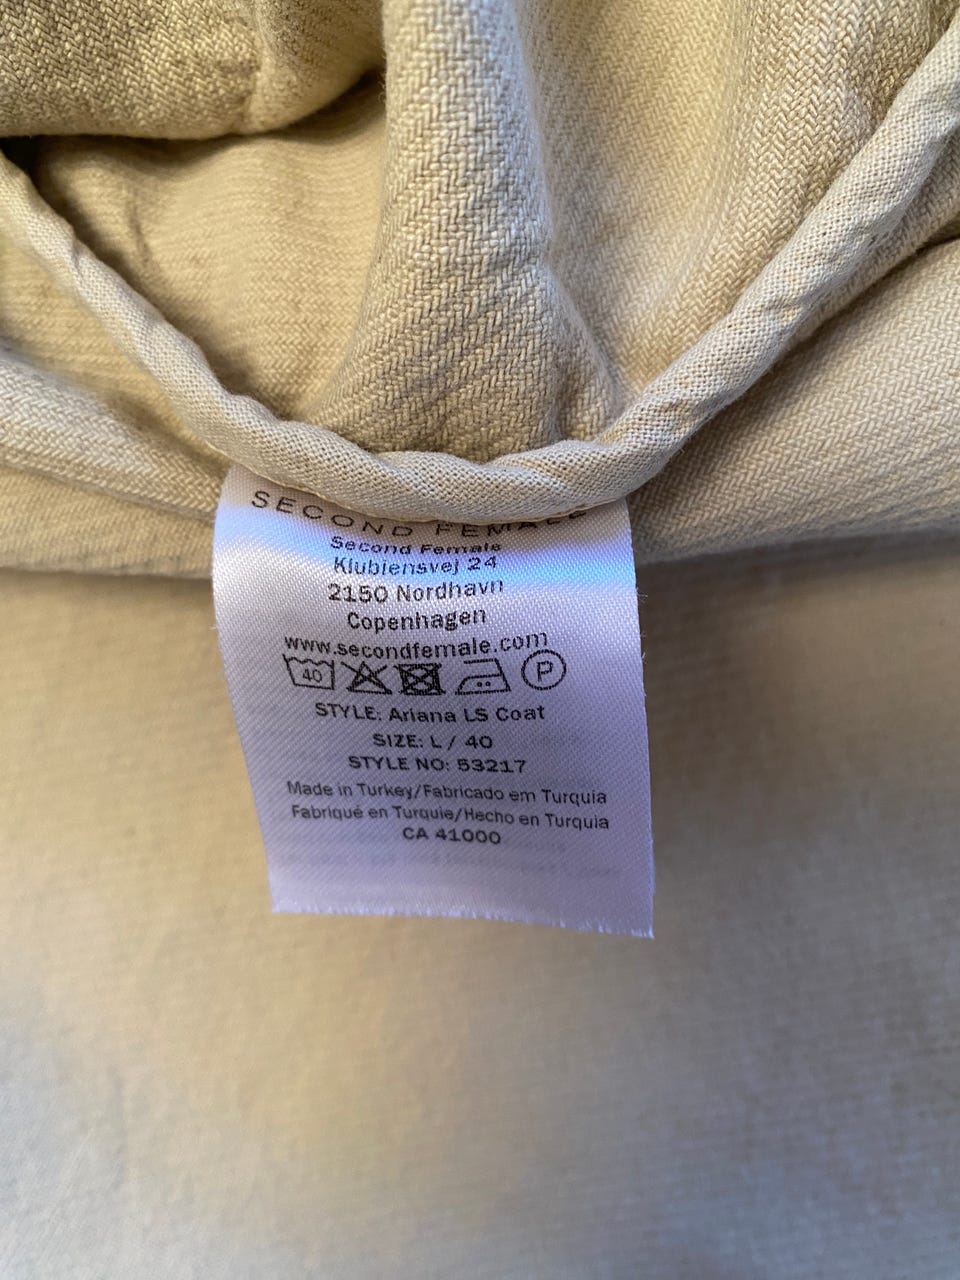 SECOND FEMALE
Second Female
Klubiensvej 24
2150 Nordhavn
Copenhagen
www.secondfemale.com
40 P
STYLE: Ariana LS Coat
SIZE: L / 40
STYLE NO: 53217
Made in Turkey/Fabricado em Turquia
Fabriqué en Turquie/Hecho en Turquia
CA 41000